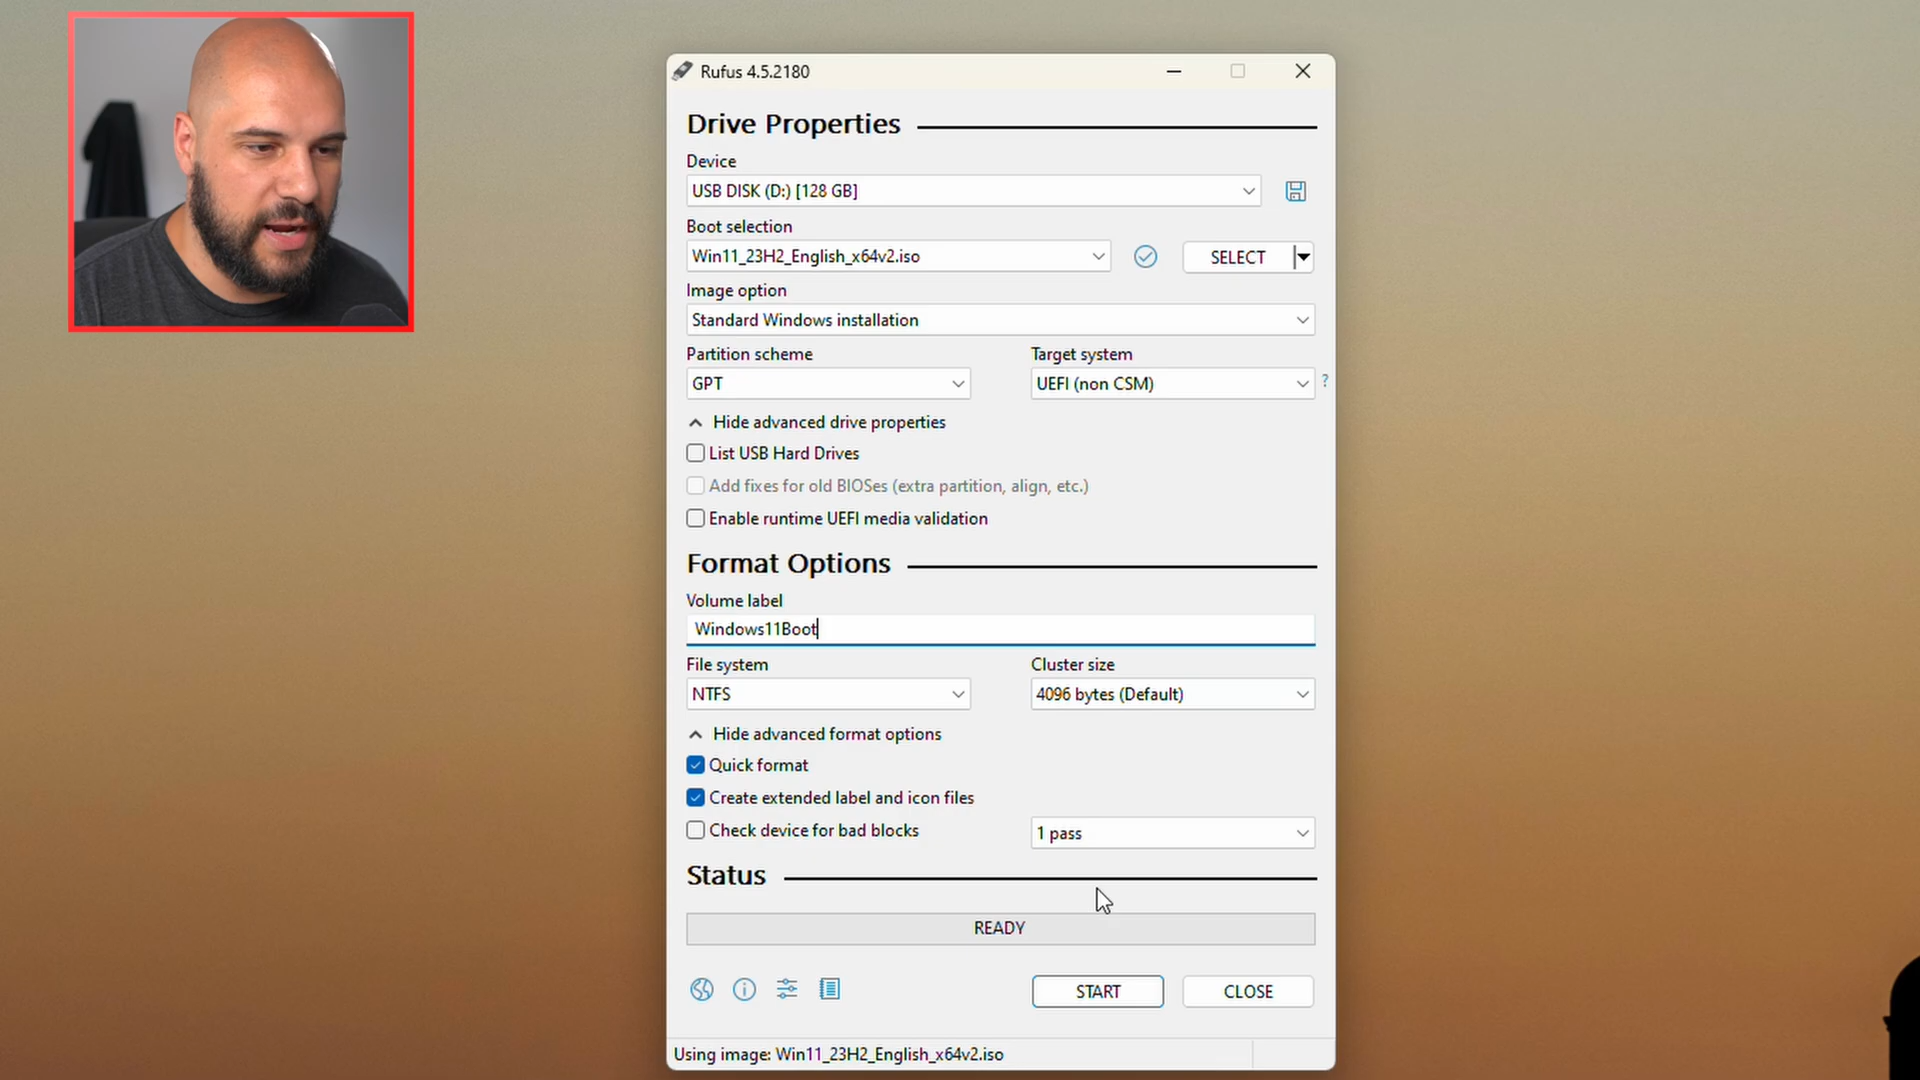 Rufus 4.5.2180
Drive Properties
Device
USB DISK (D:) [128 GB]
Boot selection
Win11_23H2_English_x64v2.iso
SELECT
Image option
Standard Windows installation
Partition scheme
Target system
GPT
UEFI (non CSM)
?
Hide advanced drive properties
List USB Hard Drives
Add fixes for old BIOSes (extra partition, align, etc.)
Enable runtime UEFI media validation
Format Options
Volume label
Windows11Boot
File system
Cluster size
NTFS
4096 bytes (Default)
Hide advanced format options
Quick format
Create extended label and icon files
Check device for bad blocks
1 pass
Status
READY
START
CLOSE
Using image: Win11_23H2_English_x64v2.iso